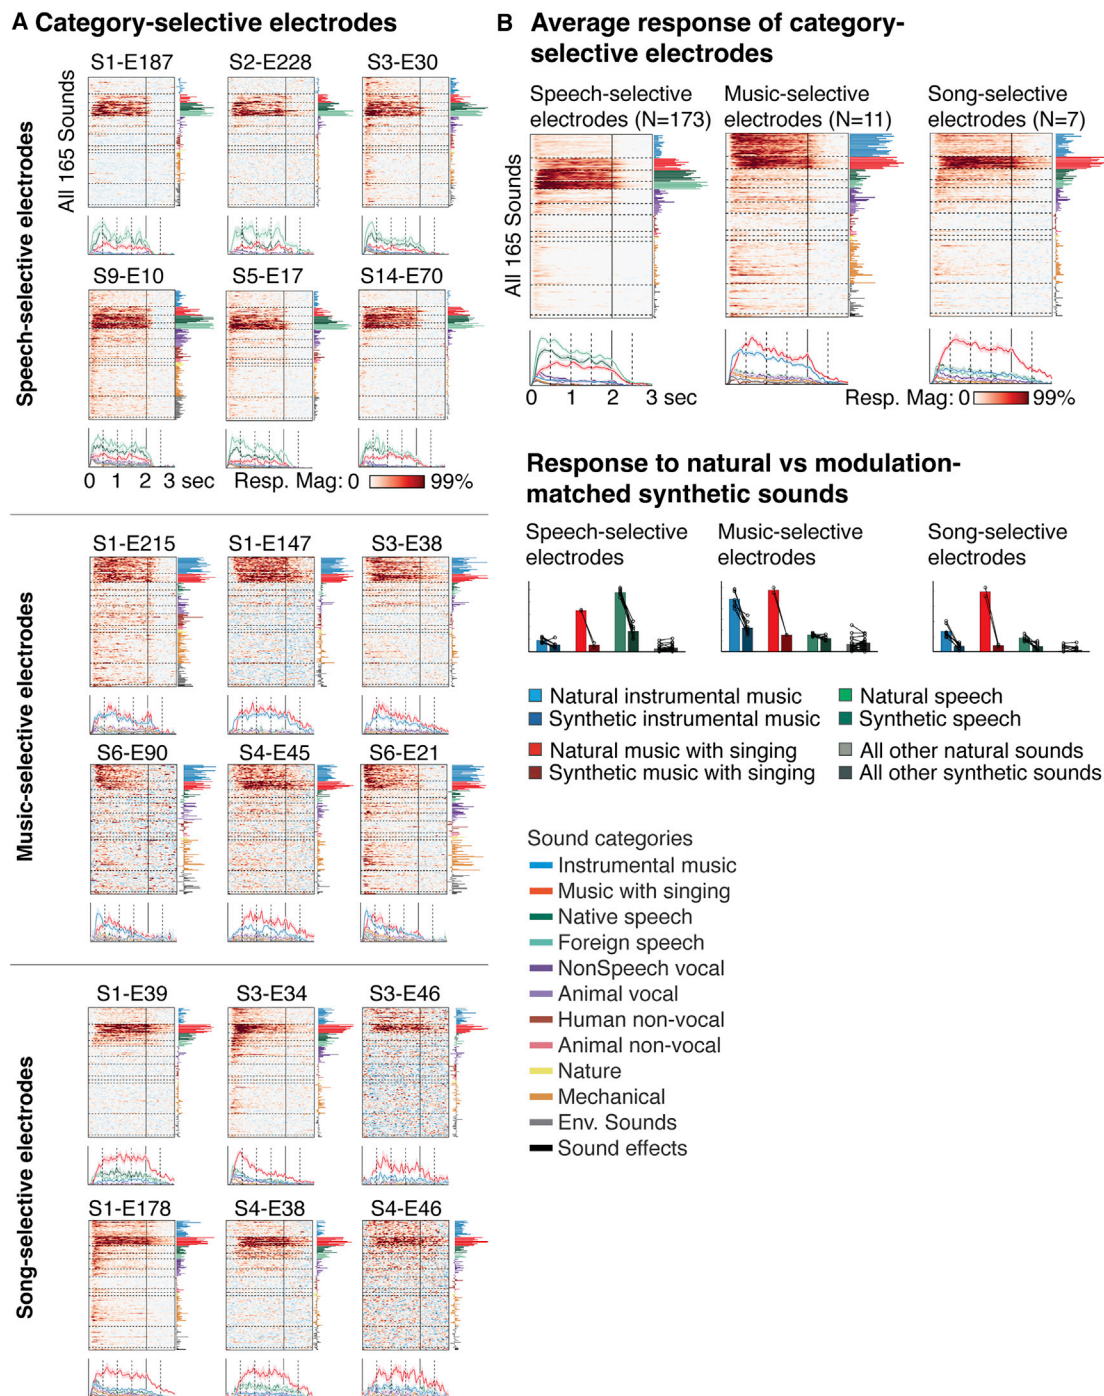 A Category-selective electrodes
Speech-selective electrodes
All 165 Sounds
S1-E187 S2-E228 S3-E30
S9-E10 S5-E17 S14-E70
0 1 2 3 sec Resp. Mag: 0 99%
Music-selective electrodes
S1-E215 S1-E147 S3-E38
S6-E90 S4-E45 S6-E21
Song-selective electrodes
S1-E39 S3-E34 S3-E46
S1-E178 S4-E38 S4-E46
B Average response of category-
selective electrodes
Speech-selective
electrodes (N=173)
Music-selective
electrodes (N=11)
Song-selective
electrodes (N=7)
All 165 Sounds
0 1 2 3 sec
Resp. Mag: 0 99%
Response to natural vs modulation-
matched synthetic sounds
Speech-selective
electrodes
Music-selective
electrodes
Song-selective
electrodes
Natural instrumental music
Synthetic instrumental music
Natural music with singing
Synthetic music with singing
Natural speech
Synthetic speech
All other natural sounds
All other synthetic sounds
Sound categories
Instrumental music
Music with singing
Native speech
Foreign speech
NonSpeech vocal
Animal vocal
Human non-vocal
Animal non-vocal
Nature
Mechanical
Env. Sounds
Sound effects